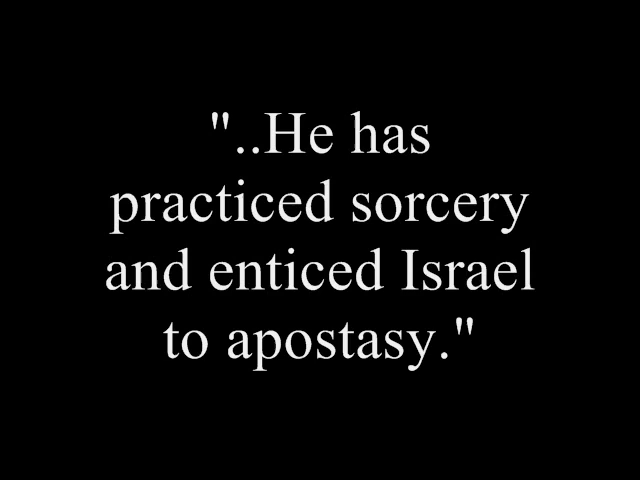 "..He has
practiced sorcery
and enticed Israel
to apostasy."